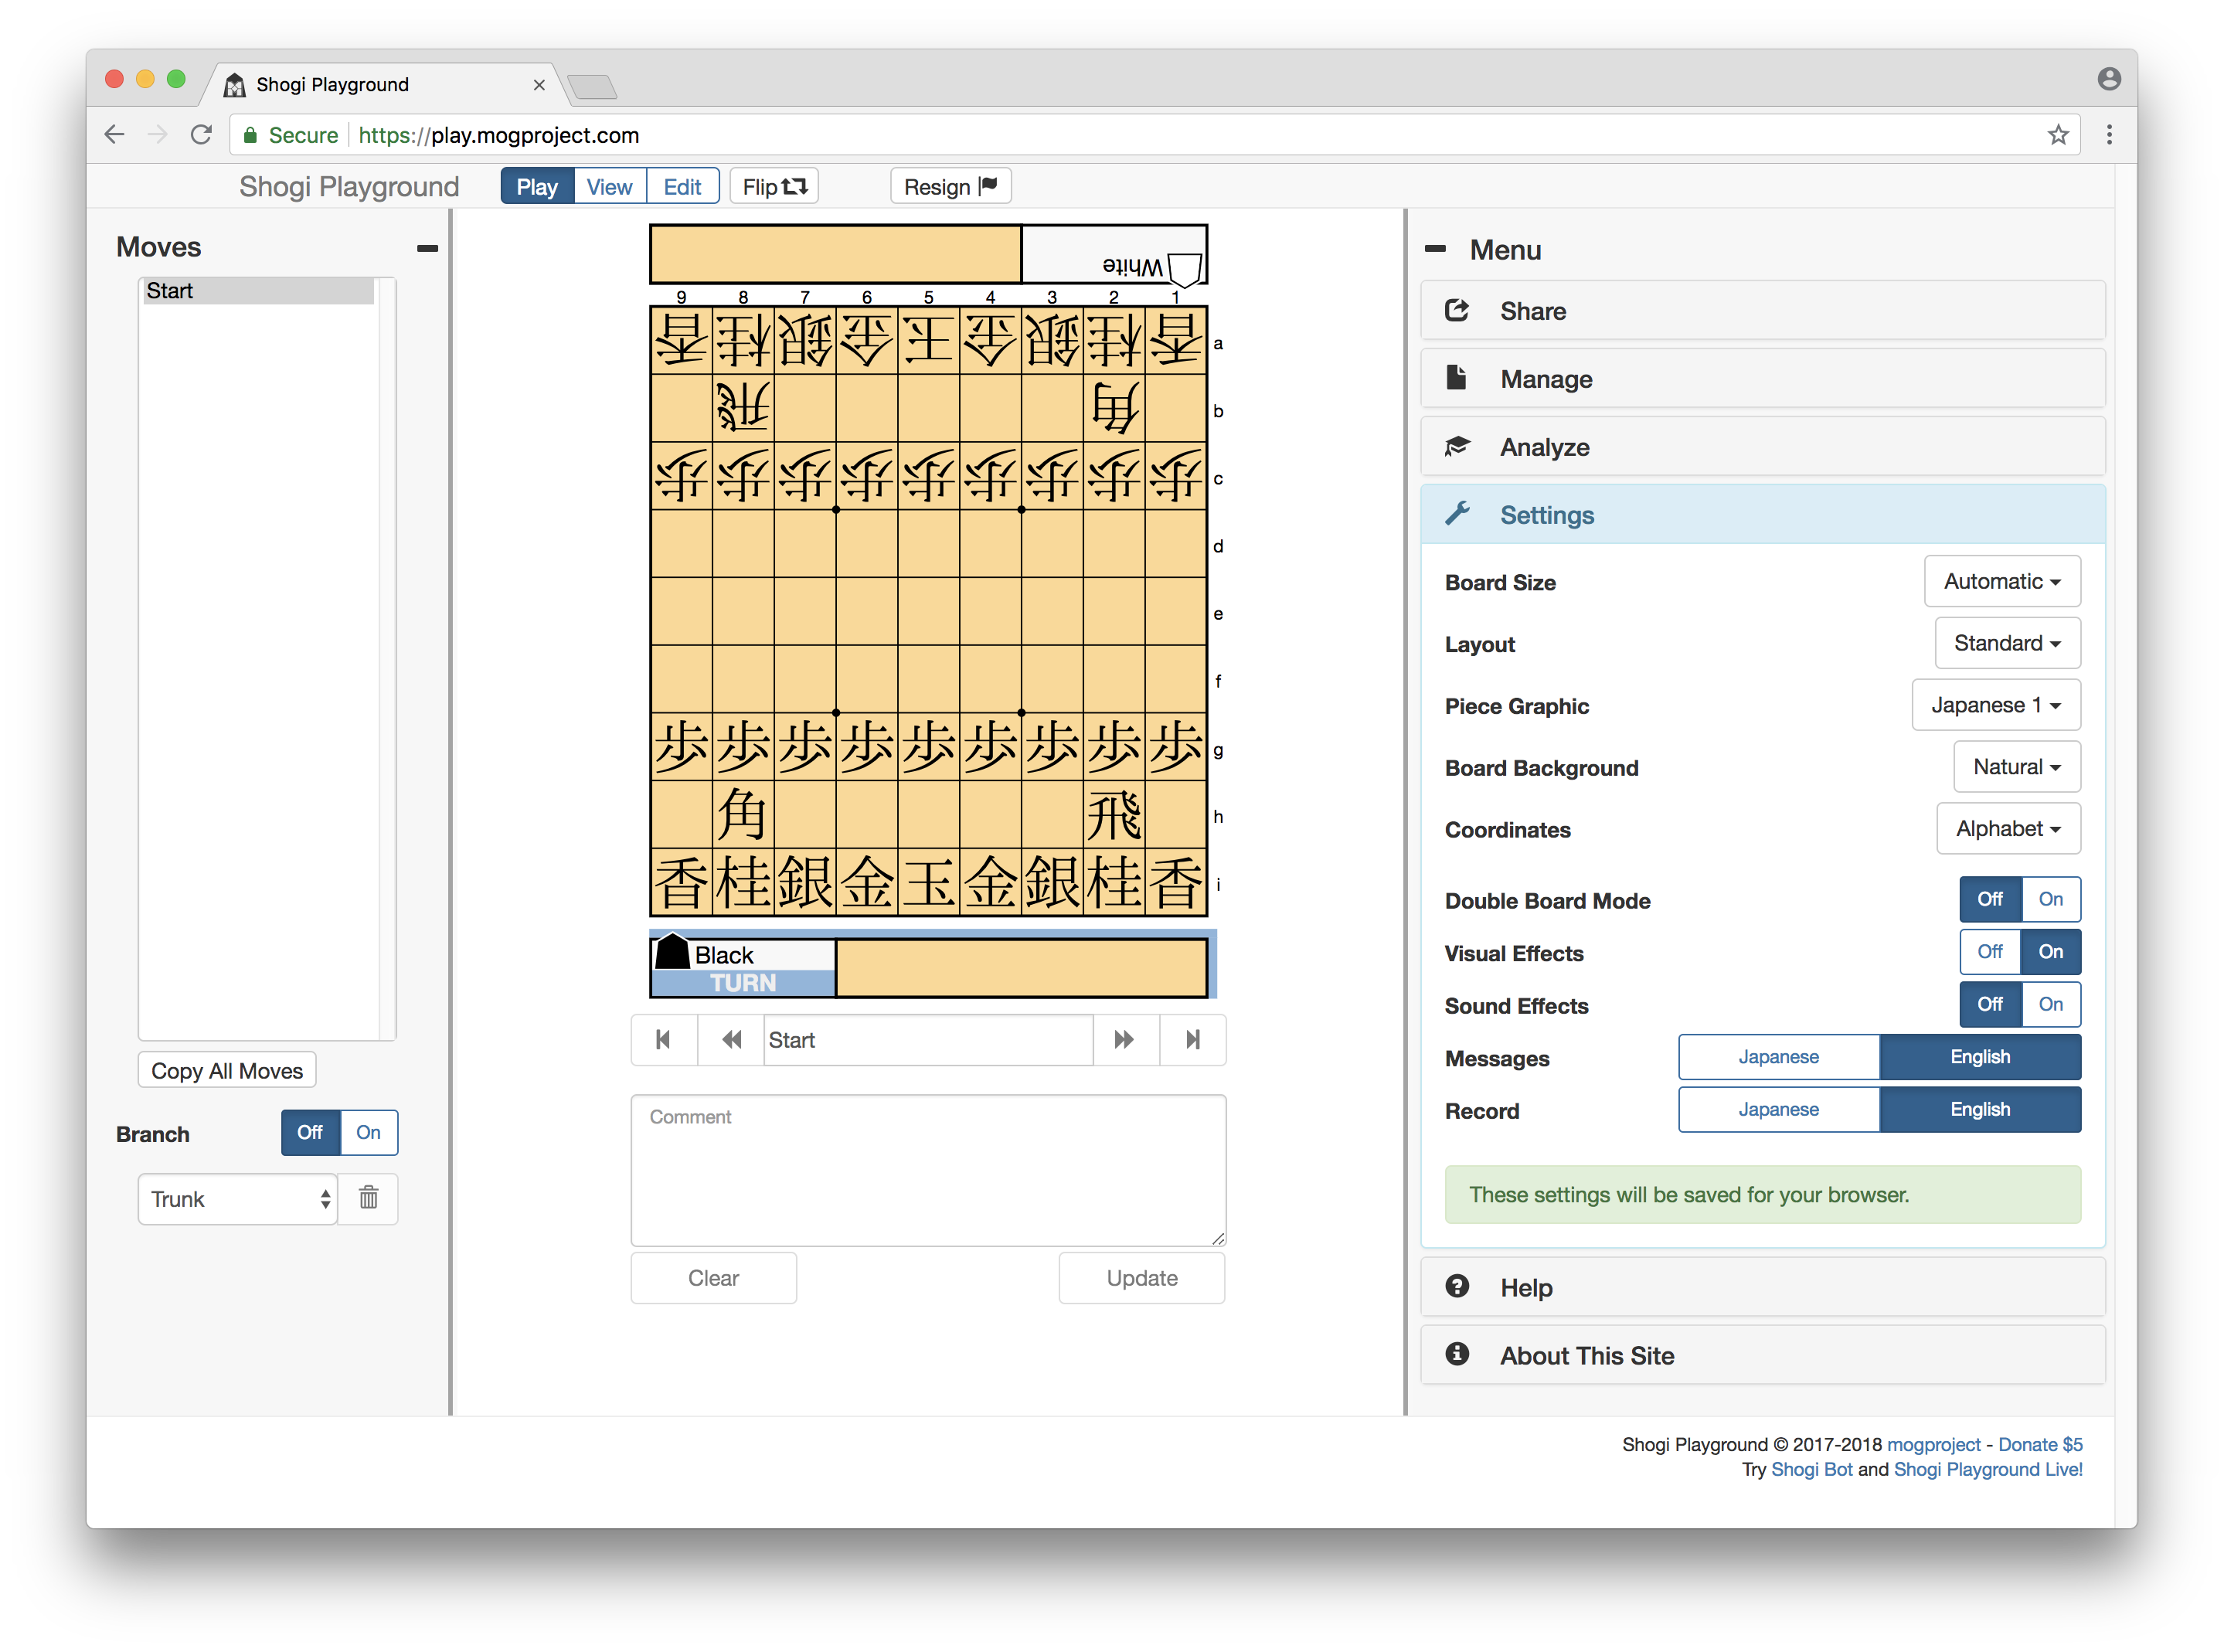 Shogi Playground
Secure https://play.mogproject.com
Shogi Playground Play View Edit Flip Resign
Moves
Start
Copy All Moves
Branch Off On
Trunk
White
9 8 7 6 5 4 3 2 1
香 桂 銀 金 王 金 銀 桂 香 a
飛 角 b
歩 歩 歩 歩 歩 歩 歩 歩 歩 c
d
e
f
歩 歩 歩 歩 歩 歩 歩 歩 歩 g
角 飛 h
香 桂 銀 金 玉 金 銀 桂 香 i
Black
TURN
Start
Comment
Clear Update
Menu
Share
Manage
Analyze
Settings
Board Size Automatic
Layout Standard
Piece Graphic Japanese 1
Board Background Natural
Coordinates Alphabet
Double Board Mode Off On
Visual Effects Off On
Sound Effects Off On
Messages Japanese English
Record Japanese English
These settings will be saved for your browser.
Help
About This Site
Shogi Playground © 2017-2018 mogproject - Donate $5
Try Shogi Bot and Shogi Playground Live!